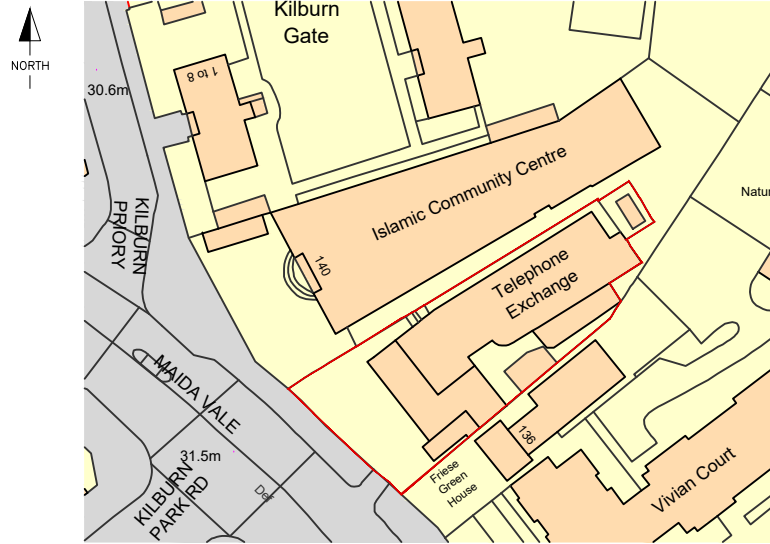 Kilburn
Gate
NORTH
1 to 8
30.6m
Islamic Community Centre
Natur
KILBURN
PRIORY
140
Telephone
Exchange
MAIDA VALE
136
31.5m
KILBURN
PARK RD
Def
Friese
Green
House
Vivian Court